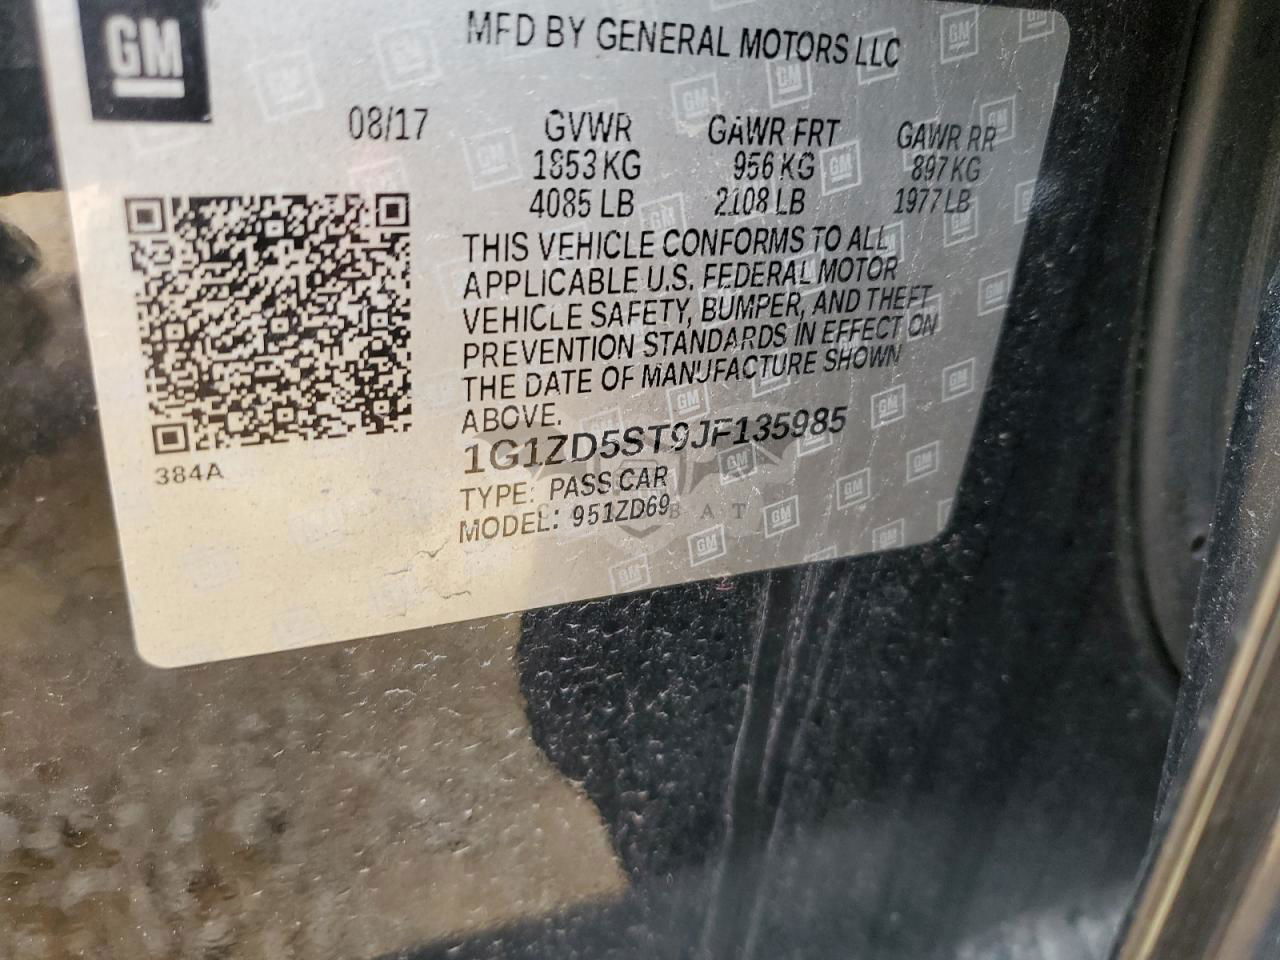 GM
MFD BY GENERAL MOTORS LLC
08/17 GVWR GAWR FRT GAWR RR
1853 KG 956 KG 897 KG
4085 LB 2108 LB 1977 LB
THIS VEHICLE CONFORMS TO ALL
APPLICABLE U.S. FEDERAL MOTOR
VEHICLE SAFETY, BUMPER, AND THEFT
PREVENTION STANDARDS IN EFFECT ON
THE DATE OF MANUFACTURE SHOWN
ABOVE.
1G1ZD5ST9JF135985
384A
TYPE: PASS CAR
MODEL: 951ZD69